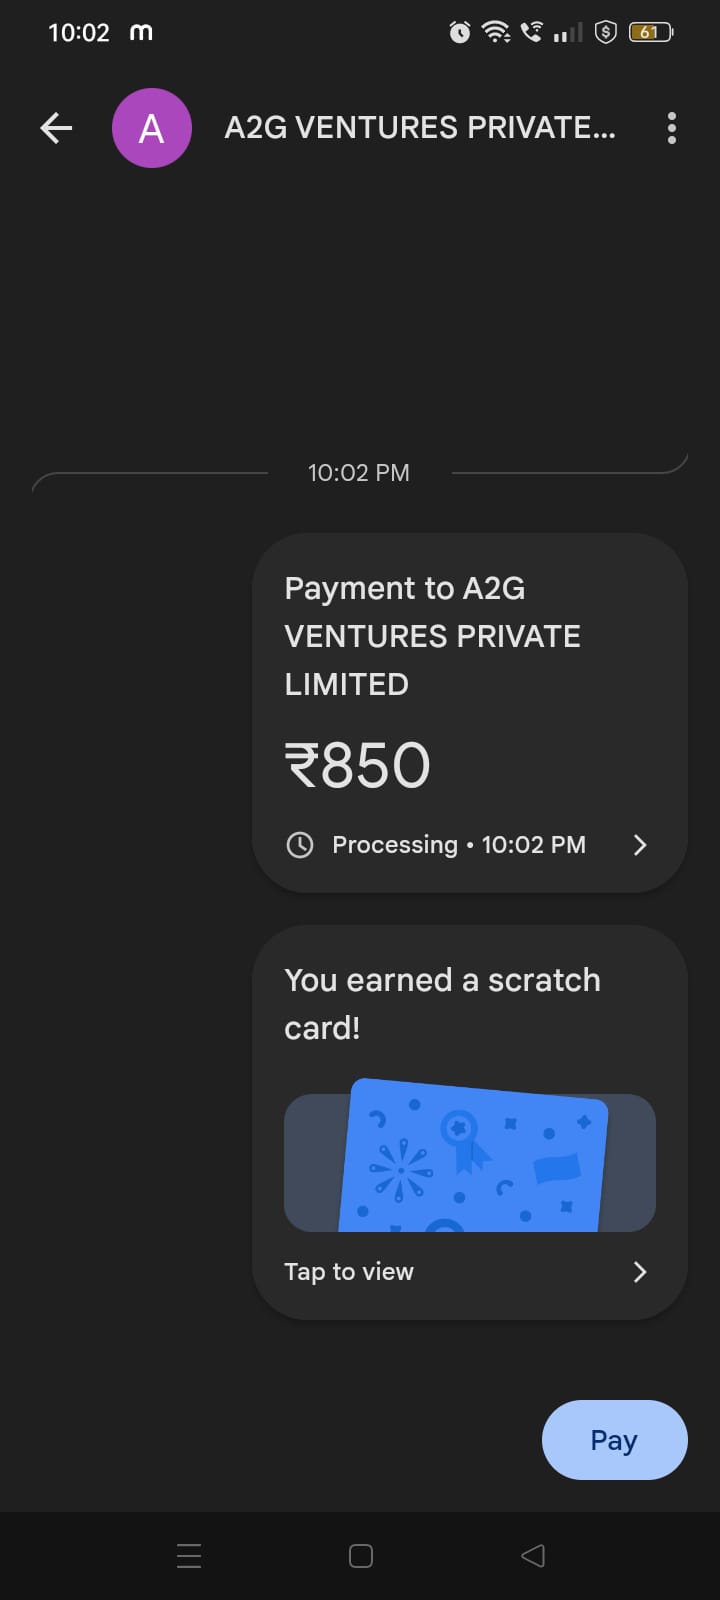 10:02 m
61
A
A2G VENTURES PRIVATE...
10:02 PM
Payment to A2G
VENTURES PRIVATE
LIMITED
₹850
Processing • 10:02 PM
You earned a scratch
card!
Tap to view
Pay